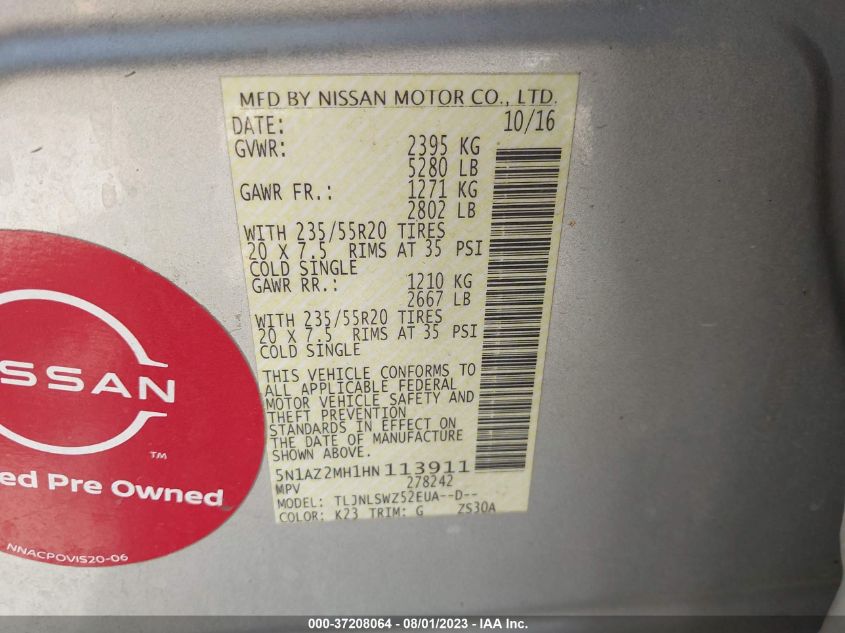 MFD BY NISSAN MOTOR CO., LTD.
DATE: 10/16
GVWR: 2395 KG
5280 LB
GAWR FR.: 1271 KG
2802 LB
WITH 235/55R20 TIRES
20 X 7.5 RIMS AT 35 PSI
COLD SINGLE
GAWR RR.: 1210 KG
2667 LB
WITH 235/55R20 TIRES
20 X 7.5 RIMS AT 35 PSI
COLD SINGLE
THIS VEHICLE CONFORMS TO
ALL APPLICABLE FEDERAL
MOTOR VEHICLE SAFETY AND
THEFT PREVENTION
STANDARDS IN EFFECT ON
THE DATE OF MANUFACTURE
SHOWN ABOVE.
5N1AZ2MH1HN113911
MPV 278242
MODEL: TLJNLSWZ52EUA--D--
COLOR: K23 TRIM: G ZS30A
ISSAN
TM
ed Pre Owned
NNACPOVIS20-06
000-37208064 - 08/01/2023 - IAA Inc.